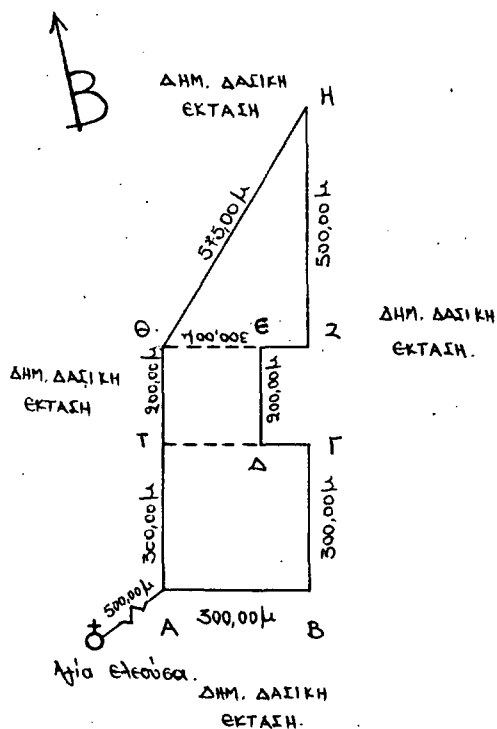 B
ΔΗΜ. ΔΑΣΙΚΗ
ΕΚΤΑΣΗ
Η
575,00μ
500,00μ
Θ
300,00μ
Ε
Ζ
ΔΗΜ. ΔΑΣΙΚΗ
ΕΚΤΑΣΗ.
ΔΗΜ. ΔΑΣΙΚΗ
ΕΚΤΑΣΗ
200,00μ
200,00μ
Τ
Δ
Γ
300,00μ
300,00μ
500,00μ
Α
300,00μ
Β
Αγία ελεούσα.
ΔΗΜ. ΔΑΣΙΚΗ
ΕΚΤΑΣΗ.